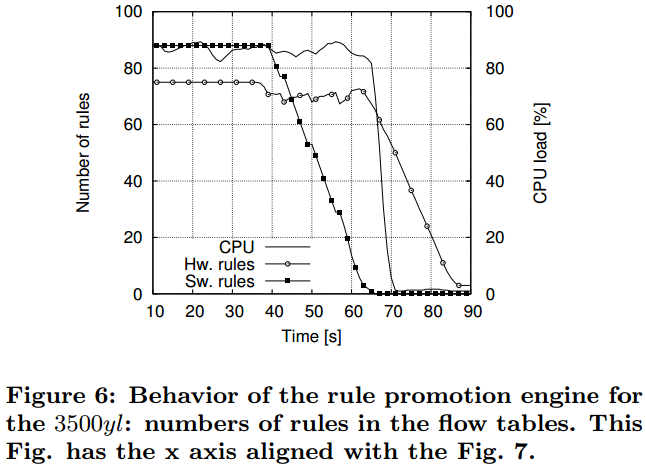 100
100
80
80
60
60
40
40
20
20
0
0
Number of rules
CPU load [%]
CPU
Hw. rules
Sw. rules
10 20 30 40 50 60 70 80 90
Time [s]
Figure 6: Behavior of the rule promotion engine for
the 3500yl: numbers of rules in the flow tables. This
Fig. has the x axis aligned with the Fig. 7.